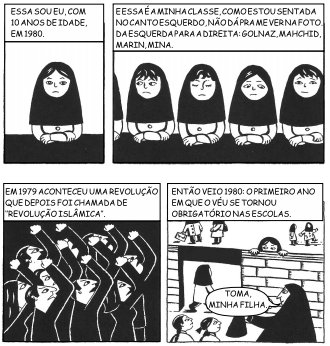 ESSA SOU EU, COM
10 ANOS DE IDADE,
EM 1980.
E ESSA É A MINHA CLASSE, COMO ESTOU SENTADA
NO CANTO ESQUERDO, NÃO DÁ PRA ME VER NA FOTO.
DA ESQUERDA PARA A DIREITA: GOLNAZ, MAHCHID,
MARIN, MINA.
EM 1979 ACONTECEU UMA REVOLUÇÃO
QUE DEPOIS FOI CHAMADA DE
"REVOLUÇÃO ISLÂMICA".
ENTÃO VEIO 1980: O PRIMEIRO ANO
EM QUE O VÉU SE TORNOU
OBRIGATÓRIO NAS ESCOLAS.
TOMA,
MINHA FILHA.